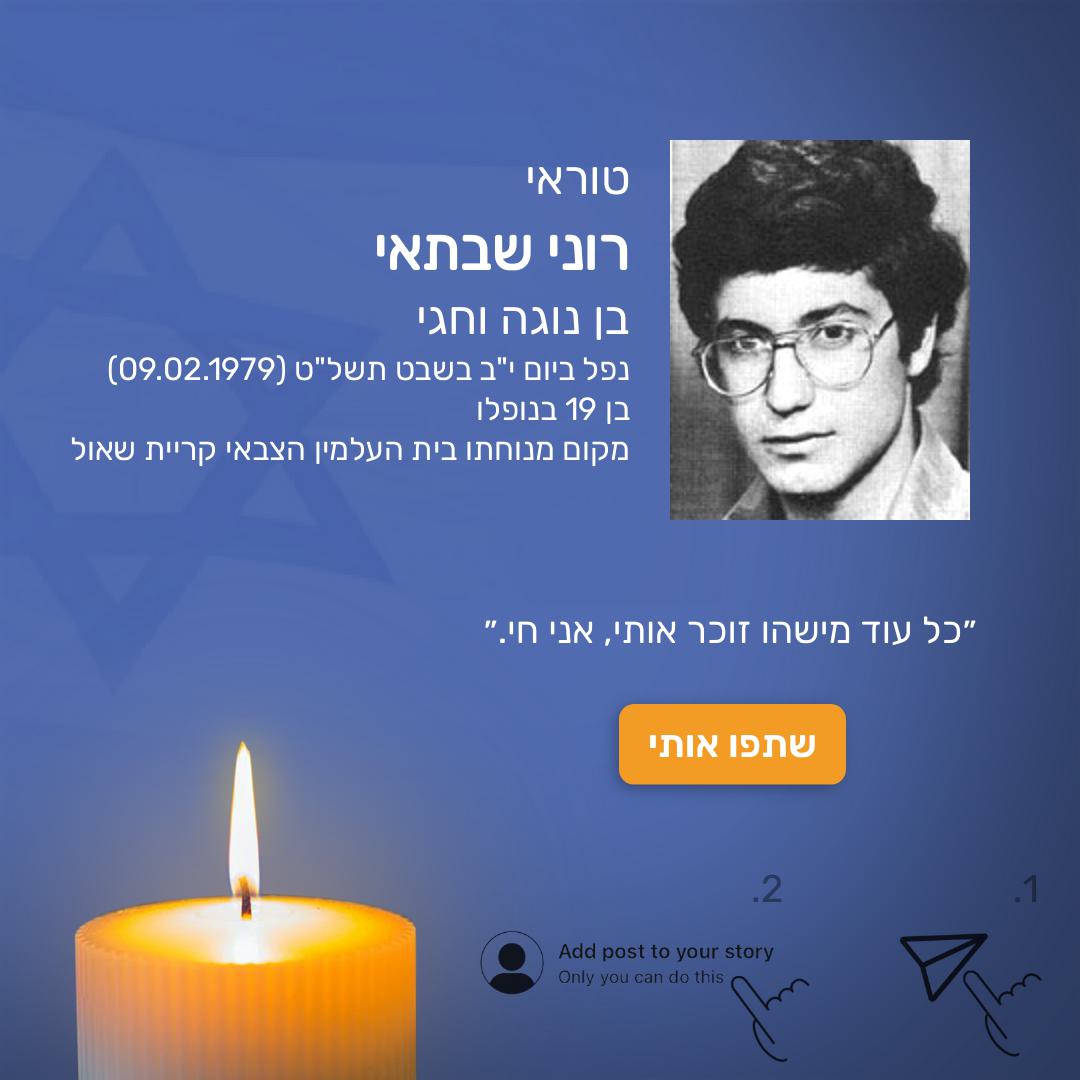 טוראי
רוני שבתאי
בן נוגה וחגי
נפל ביום י"ב בשבט תשל"ט (09.02.1979)
בן 19 בנופלו
מקום מנוחתו בית העלמין הצבאי קריית שאול
"כל עוד מישהו זוכר אותי, אני חי."
שתפו אותי
.1
.2
Add post to your story
Only you can do this